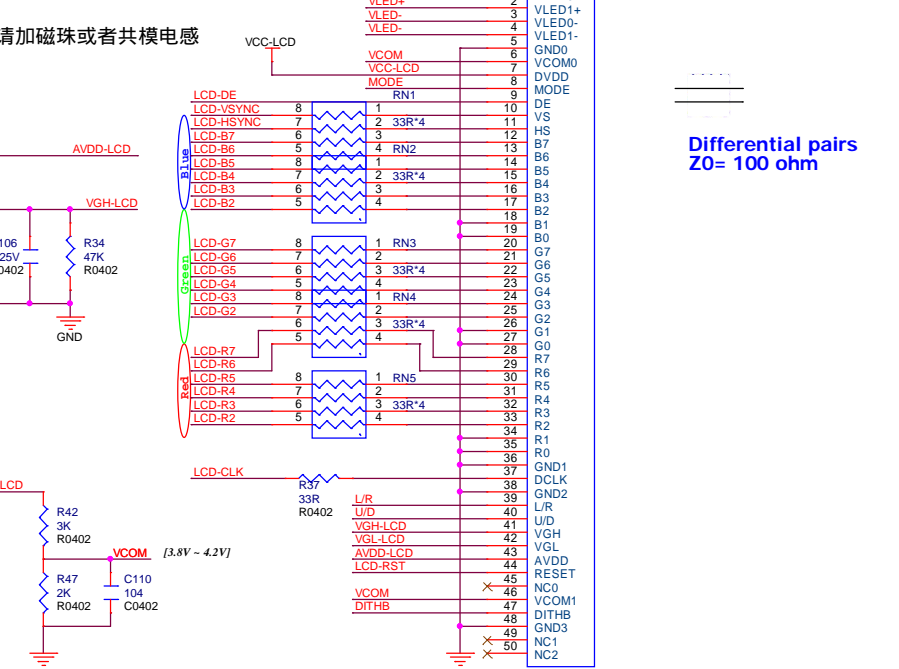 请加磁珠或者共模电感
VCC-LCD
VLED+
VLED-
VLED-
VCOM
VCC-LCD
MODE
2 VLED1+
3 VLED0-
4 VLED1-
5 GND0
6 VCOM0
7 DVDD
8 MODE
9 DE
10 VS
11 HS
12 B7
13 B6
14 B5
15 B4
16 B3
17 B2
18 B1
19 B0
20 G7
21 G6
22 G5
23 G4
24 G3
25 G2
26 G1
27 G0
28 R7
29 R6
30 R5
31 R4
32 R3
33 R2
34 R1
35 R0
36 GND1
37 DCLK
38 GND2
39 L/R
40 U/D
41 VGH
42 VGL
43 AVDD
44 RESET
45 NC0
46 VCOM1
47 DITHB
48 GND3
49 NC1
50 NC2
LCD-DE RN1
LCD-VSYNC 8 1
LCD-HSYNC 7 2 33R*4
LCD-B7 6 3
LCD-B6 5 4 RN2
LCD-B5 8 1
LCD-B4 7 2 33R*4
LCD-B3 6 3
LCD-B2 5 4
Blue
LCD-G7 8 1 RN3
LCD-G6 7 2
LCD-G5 6 3 33R*4
LCD-G4 5 4
LCD-G3 8 1 RN4
LCD-G2 7 2
6 3 33R*4
5 4
Green
LCD-R7
LCD-R6
LCD-R5 8 1 RN5
LCD-R4 7 2
LCD-R3 6 3 33R*4
LCD-R2 5 4
Red
LCD-CLK
R37
33R
R0402
L/R
U/D
VGH-LCD
VGL-LCD
AVDD-LCD
LCD-RST
VCOM
DITHB
AVDD-LCD
VGH-LCD
106
25V
0402
R34
47K
R0402
GND
LCD
R42
3K
R0402
VCOM [3.8V ~ 4.2V]
R47
2K
R0402
C110
104
C0402
Differential pairs
Z0= 100 ohm